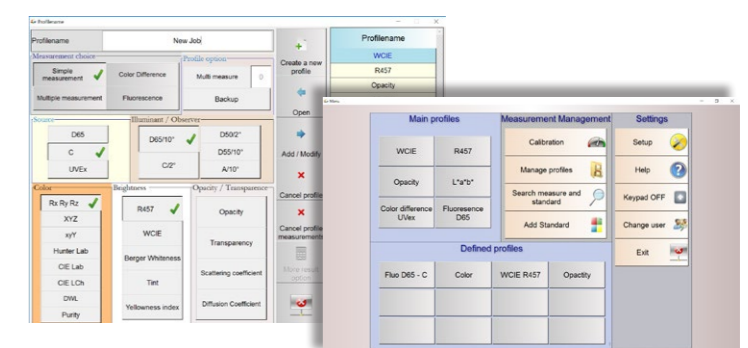 Profilename
Profilename
New Job
Measurement choice
Profile option
Simple
measurement
Color Difference
Multi measure
0
Multiple measurement
Fluorescence
Backup
Source
Illuminant / Observer
D65
C
UVEx
D65/10°
D50/2°
D55/10°
C/2°
A/10°
Color
Brightness
Opacity / Transparence
Rx Ry Rz
XYZ
xyY
Hunter Lab
CIE Lab
CIE LCh
DWL
Purity
R457
WCIE
Berger Whiteness
Tint
Yellowness index
Opacity
Transparency
Scattering coefficient
Diffusion Coefficient
Create a new
profile
Open
Add / Modify
Cancel profile
Cancel profile
measurements
More result
option
Profilename
WCIE
R457
Opacity
Menu
Main profiles
WCIE
R457
Opacity
L*a*b*
Color difference
UVex
Fluoresence
D65
Measurement Management
Calibration
Manage profiles
Search measure and
standard
Add Standard
Settings
Setup
Help
Keypad OFF
Change user
Exit
Defined profiles
Fluo D65 - C
Color
WCIE R457
Opactity